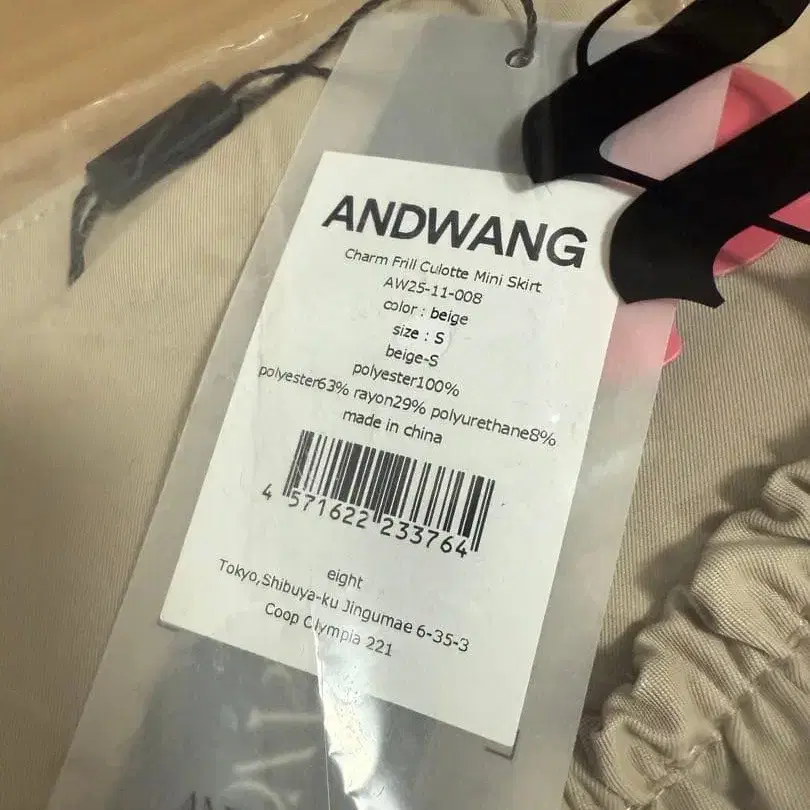 ANDWANG
Charm Frill Culotte Mini Skirt
AW25-11-008
color : beige
size : S
beige-S
polyester100%
polyester63% rayon29% polyurethane8%
made in china
4 571622 233764
eight
Tokyo,Shibuya-ku Jingumae 6-35-3
Coop Olympia 221